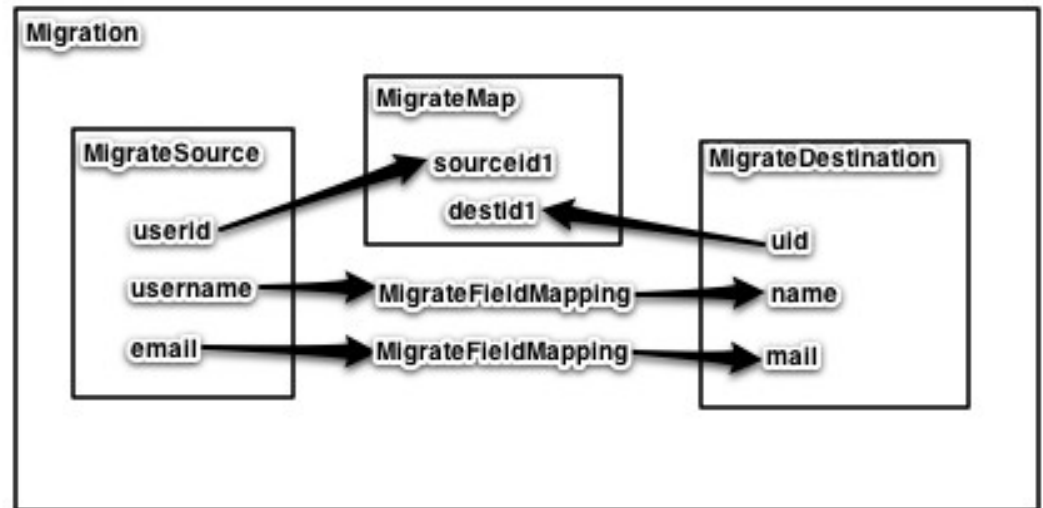 Migration
MigrateMap
MigrateSource
MigrateDestination
sourceid1
destid1
userid
uid
username
MigrateFieldMapping
name
email
MigrateFieldMapping
mail